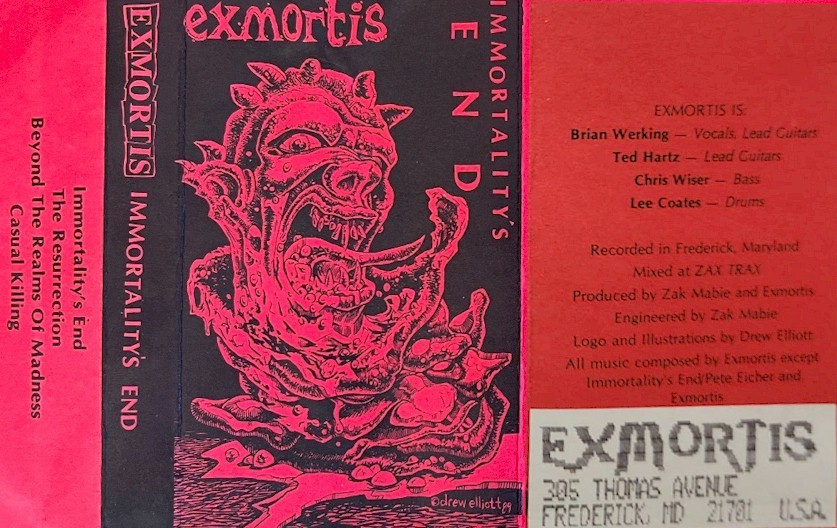 Immortality's End
The Resurrection
Beyond The Realms Of Madness
Casual Killing
EXMORTIS IMMORTALITY'S END
exmortis
IMMORTALITY'S
END
©drew elliott 89
EXMORTIS IS:
Brian Werking — Vocals, Lead Guitars
Ted Hartz — Lead Guitars
Chris Wiser — Bass
Lee Coates — Drums
Recorded in Frederick, Maryland
Mixed at ZAX TRAX
Produced by Zak Mabie and Exmortis
Engineered by Zak Mabie
Logo and Illustrations by Drew Elliott
All music composed by Exmortis except
Immortality's End/Pete Eicher and
Exmortis
EXMORTIS
305 THOMAS AVENUE
FREDERICK, MD 21701 U.S.A.